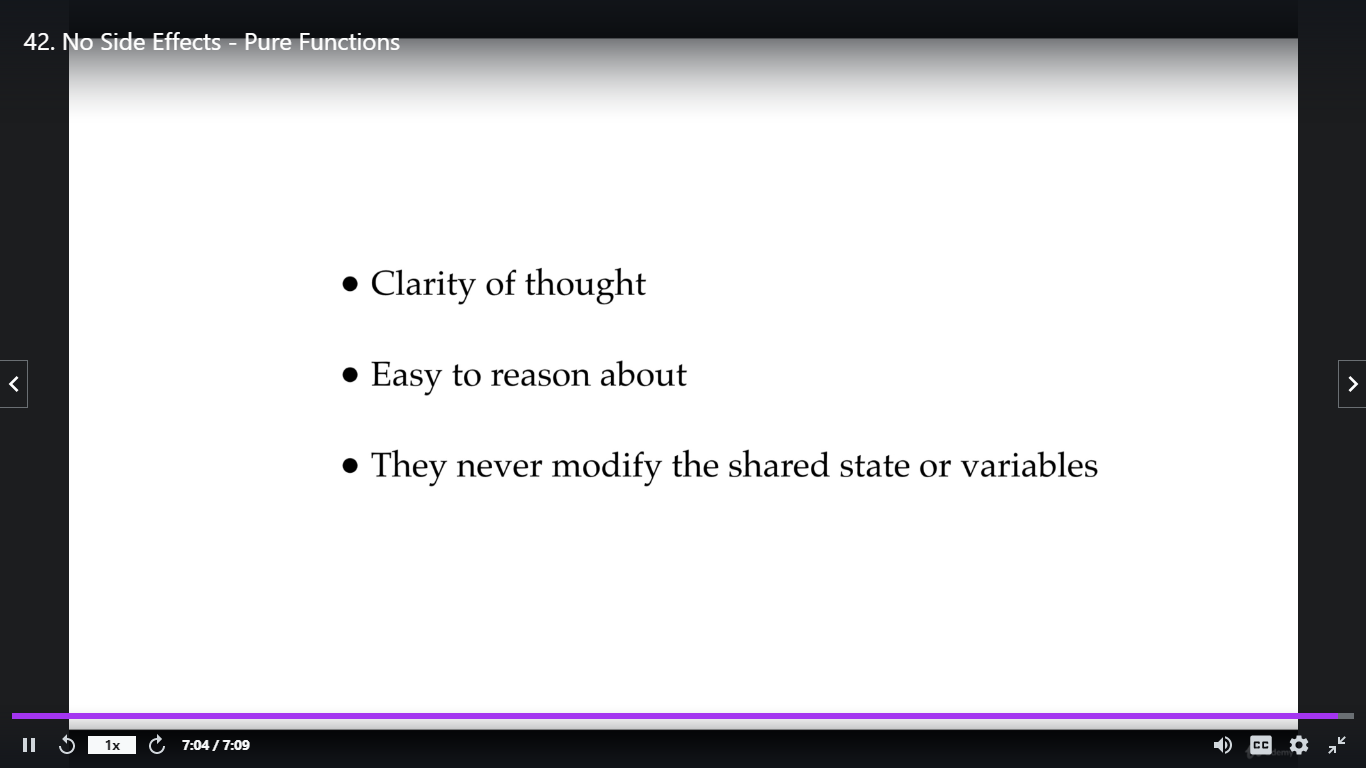 42. No Side Effects - Pure Functions
● Clarity of thought
● Easy to reason about
● They never modify the shared state or variables
1x
7:04 / 7:09
CC